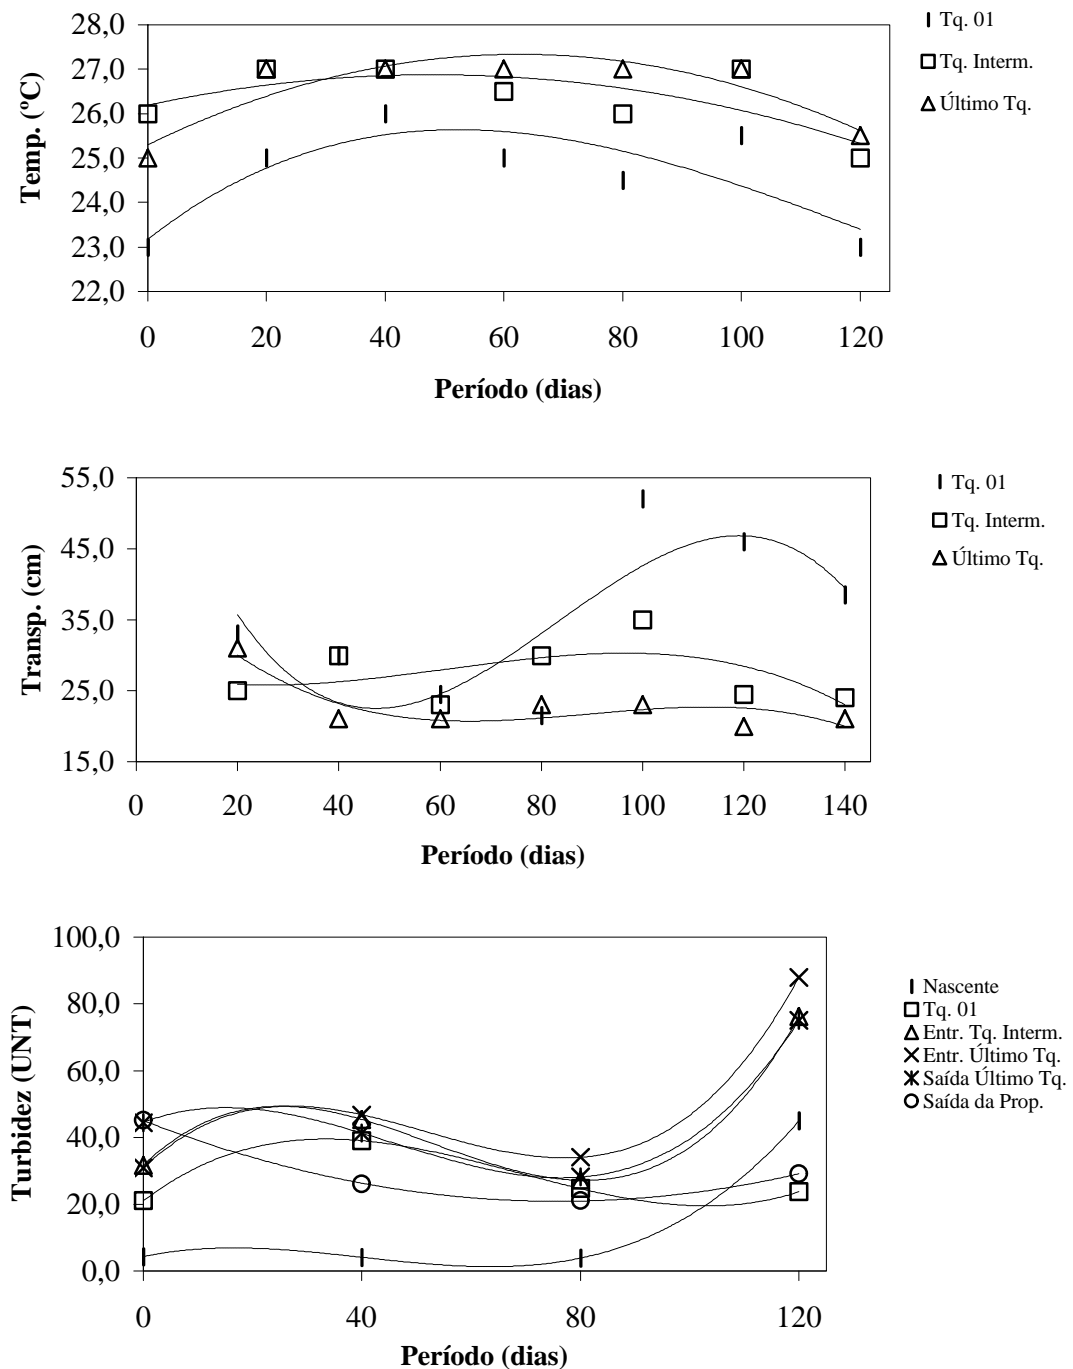 28,0
27,0
26,0
25,0
24,0
23,0
22,0
Temp. (ºC)
0 20 40 60 80 100 120
Período (dias)
Tq. 01
Tq. Interm.
Último Tq.
55,0
45,0
35,0
25,0
15,0
Transp. (cm)
0 20 40 60 80 100 120 140
Período (dias)
Tq. 01
Tq. Interm.
Último Tq.
100,0
80,0
60,0
40,0
20,0
0,0
Turbidez (UNT)
0 40 80 120
Período (dias)
Nascente
Tq. 01
Entr. Tq. Interm.
Entr. Último Tq.
Saída Último Tq.
Saída da Prop.